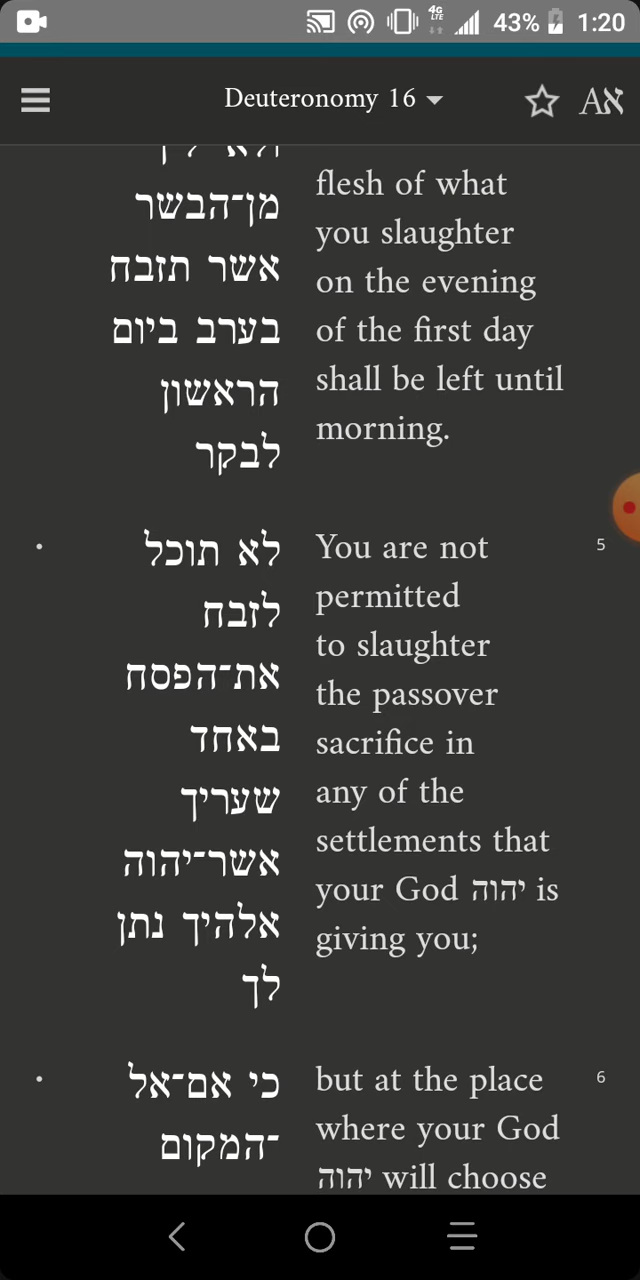 4G
LTE
43%
1:20
Deuteronomy 16
Aא
מן־הבשר
אשר תזבח
בערב ביום
הראשון
לבקר
flesh of what
you slaughter
on the evening
of the first day
shall be left until
morning.
לא תוכל
לזבח
את־הפסח
באחד
שעריך
אשר־יהוה
אלהיך נתן
לך
You are not
permitted
to slaughter
the passover
sacrifice in
any of the
settlements that
your God יהוה is
giving you;
5
כי אם־אל
־המקום
but at the place
where your God
יהוה will choose
6